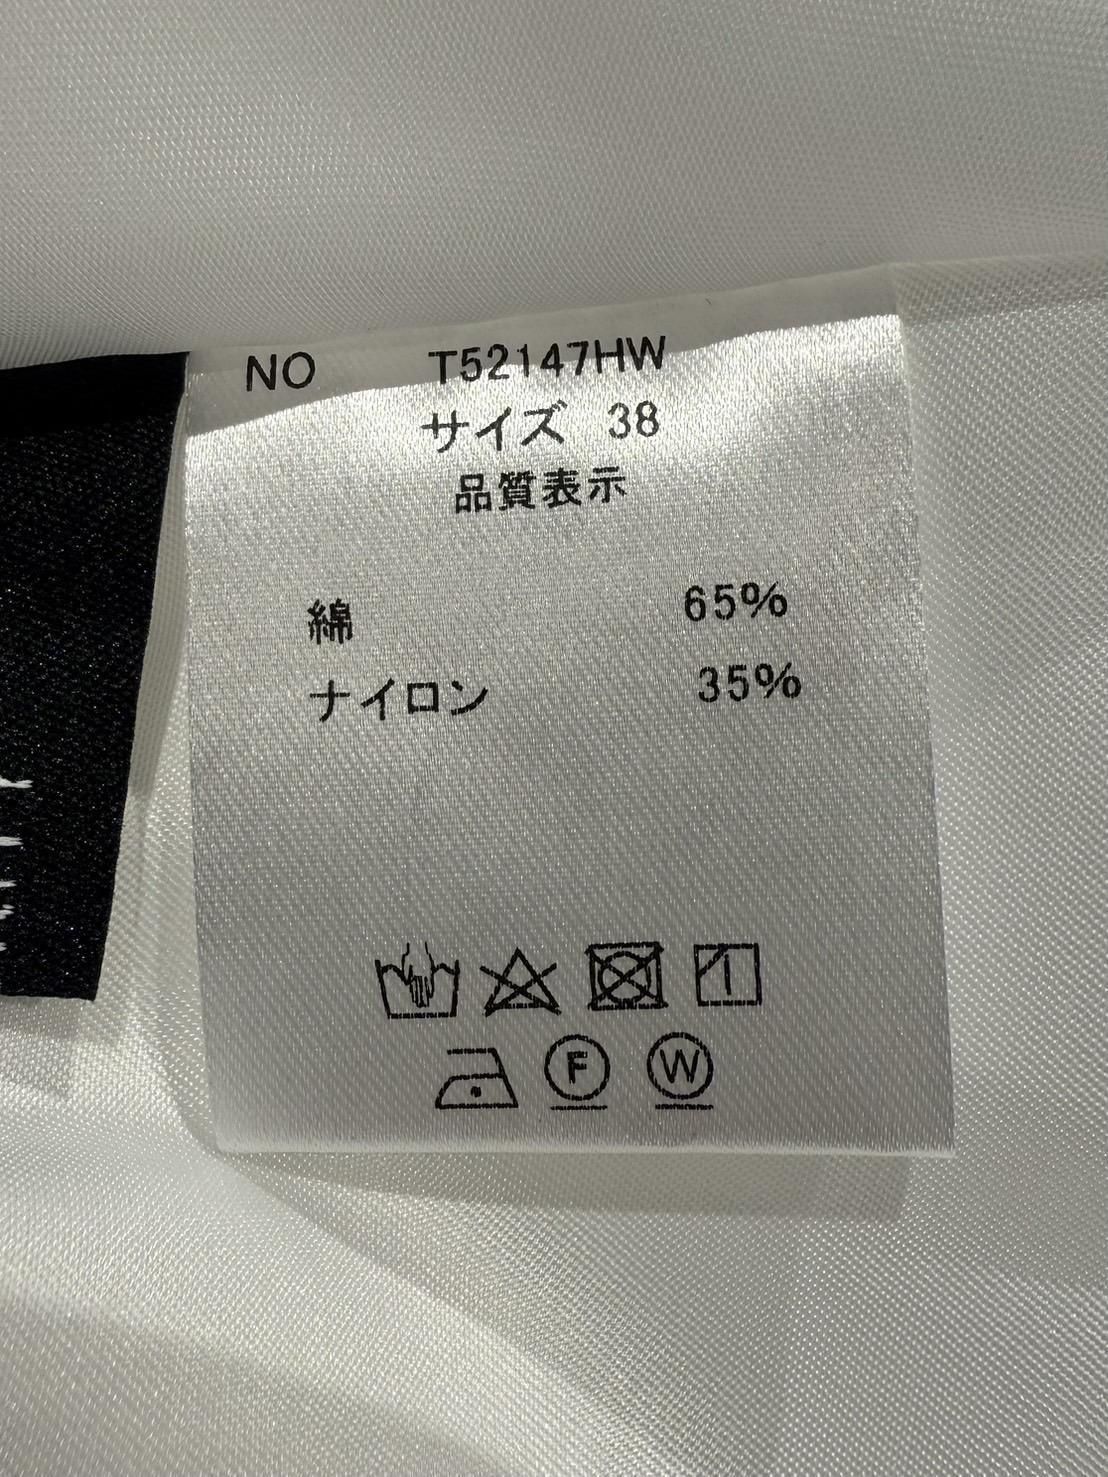 NO T52147HW
サイズ 38
品質表示
綿 65%
ナイロン 35%
F W